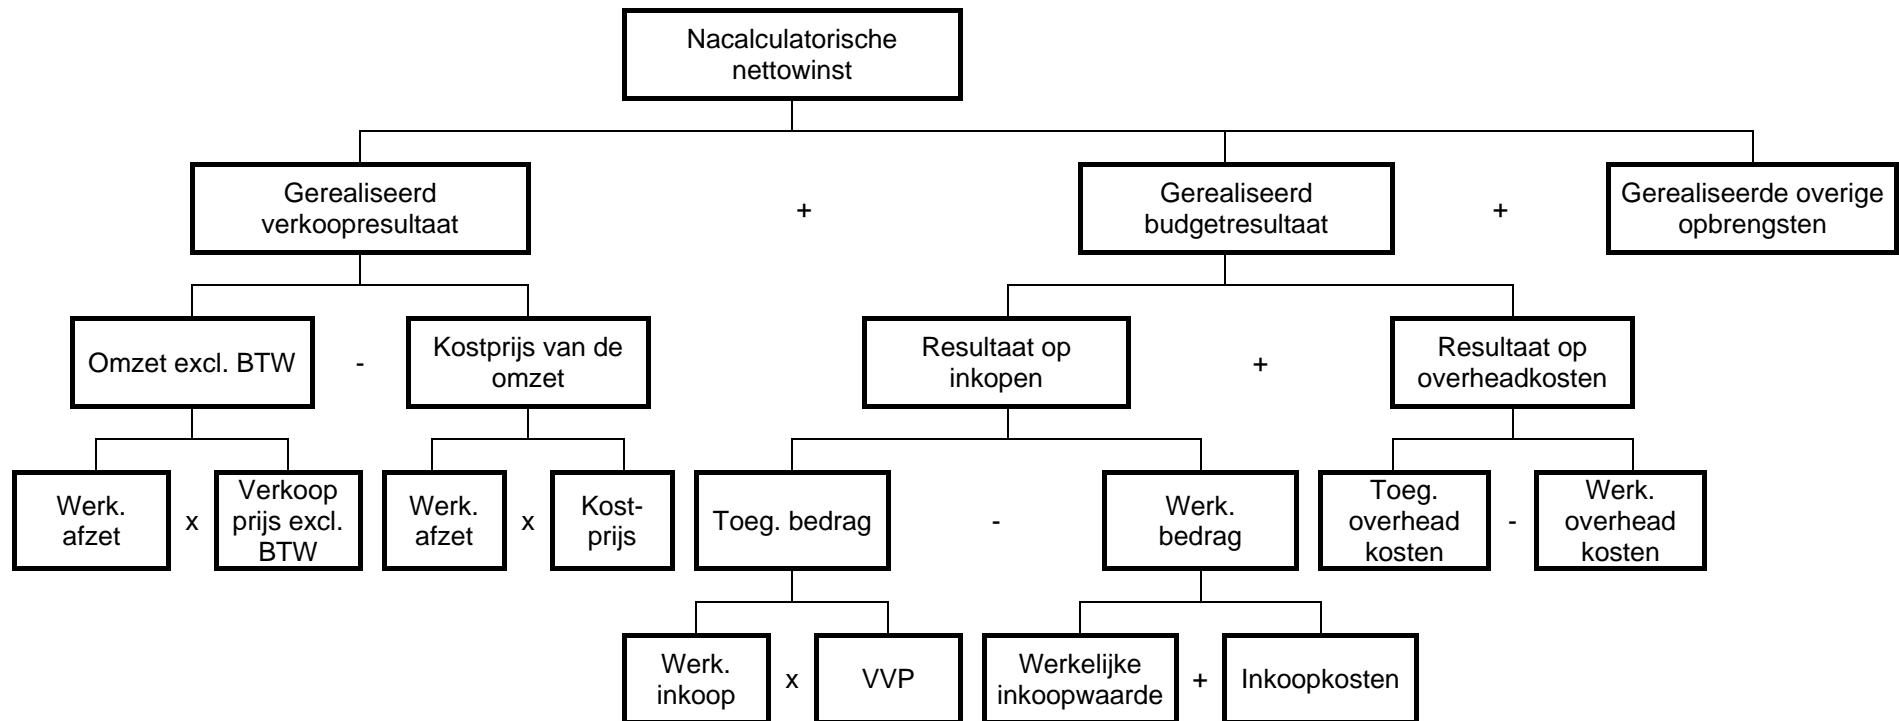 Nacalculatorische
nettowinst
Gerealiseerd
verkoopresultaat
+
Gerealiseerd
budgetresultaat
+
Gerealiseerde overige
opbrengsten
Omzet excl. BTW
-
Kostprijs van de
omzet
Resultaat op
inkopen
+
Resultaat op
overheadkosten
Werk.
afzet
x
Verkoop
prijs excl.
BTW
Werk.
afzet
x
Kost-
prijs
Toeg. bedrag
-
Werk.
bedrag
Toeg.
overhead
kosten
-
Werk.
overhead
kosten
Werk.
inkoop
x
VVP
Werkelijke
inkoopwaarde
+
Inkoopkosten